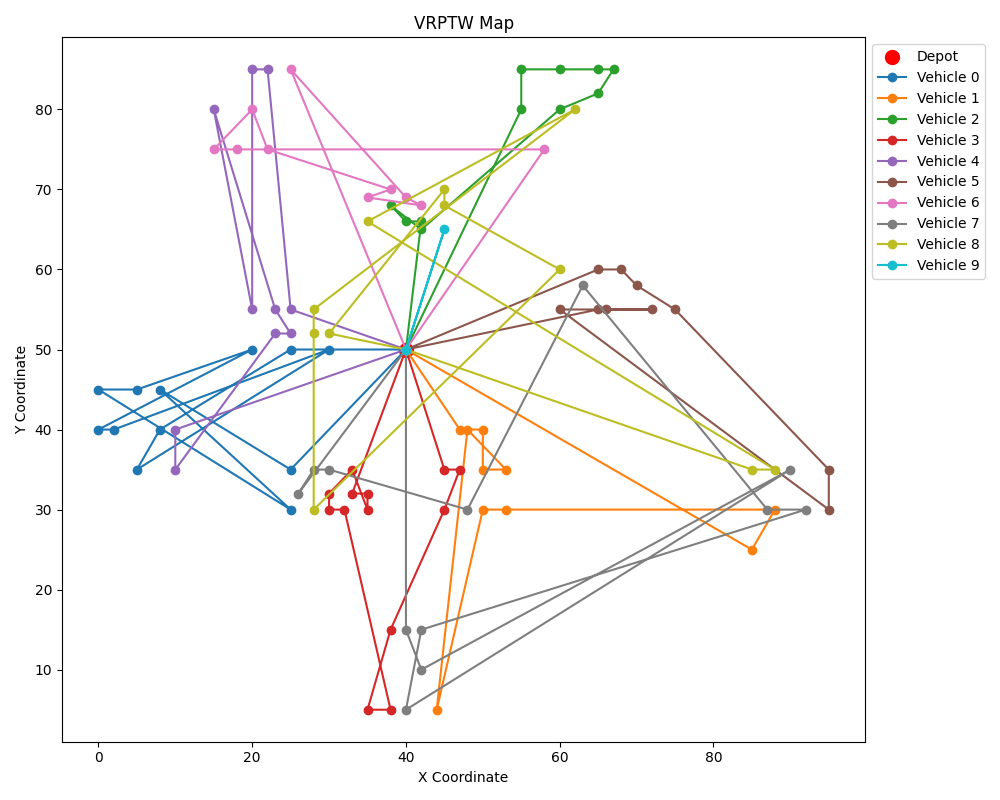 VRPTW Map
Depot
Vehicle 0
Vehicle 1
Vehicle 2
Vehicle 3
Vehicle 4
Vehicle 5
Vehicle 6
Vehicle 7
Vehicle 8
Vehicle 9
Y Coordinate
80
70
60
50
40
30
20
10
0 20 40 60 80
X Coordinate